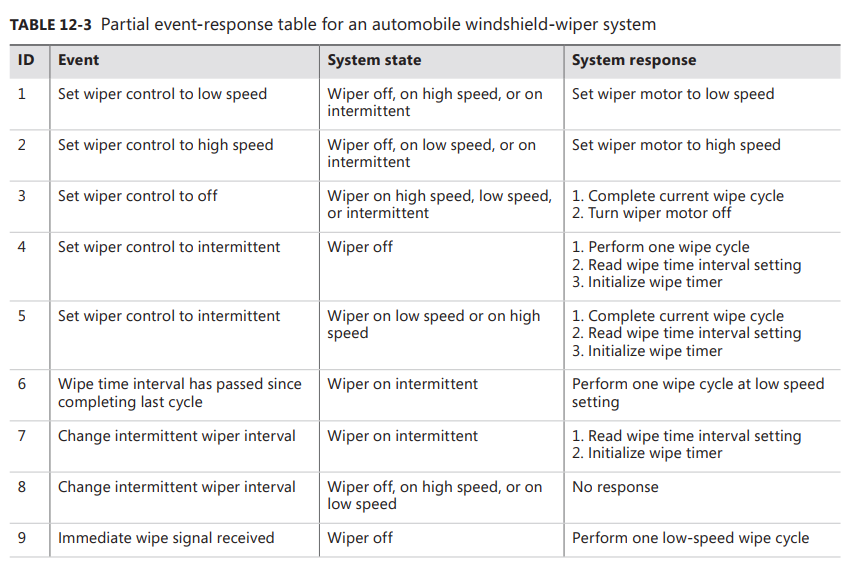 TABLE 12-3 Partial event-response table for an automobile windshield-wiper system
ID Event System state System response
1 Set wiper control to low speed Wiper off, on high speed, or on Set wiper motor to low speed
intermittent
2 Set wiper control to high speed Wiper off, on low speed, or on Set wiper motor to high speed
intermittent
3 Set wiper control to off Wiper on high speed, low speed, 1. Complete current wipe cycle
or intermittent 2. Turn wiper motor off
4 Set wiper control to intermittent Wiper off 1. Perform one wipe cycle
2. Read wipe time interval setting
3. Initialize wipe timer
5 Set wiper control to intermittent Wiper on low speed or on high 1. Complete current wipe cycle
speed 2. Read wipe time interval setting
3. Initialize wipe timer
6 Wipe time interval has passed since Wiper on intermittent Perform one wipe cycle at low speed
completing last cycle setting
7 Change intermittent wiper interval Wiper on intermittent 1. Read wipe time interval setting
2. Initialize wipe timer
8 Change intermittent wiper interval Wiper off, on high speed, or on No response
low speed
9 Immediate wipe signal received Wiper off Perform one low-speed wipe cycle